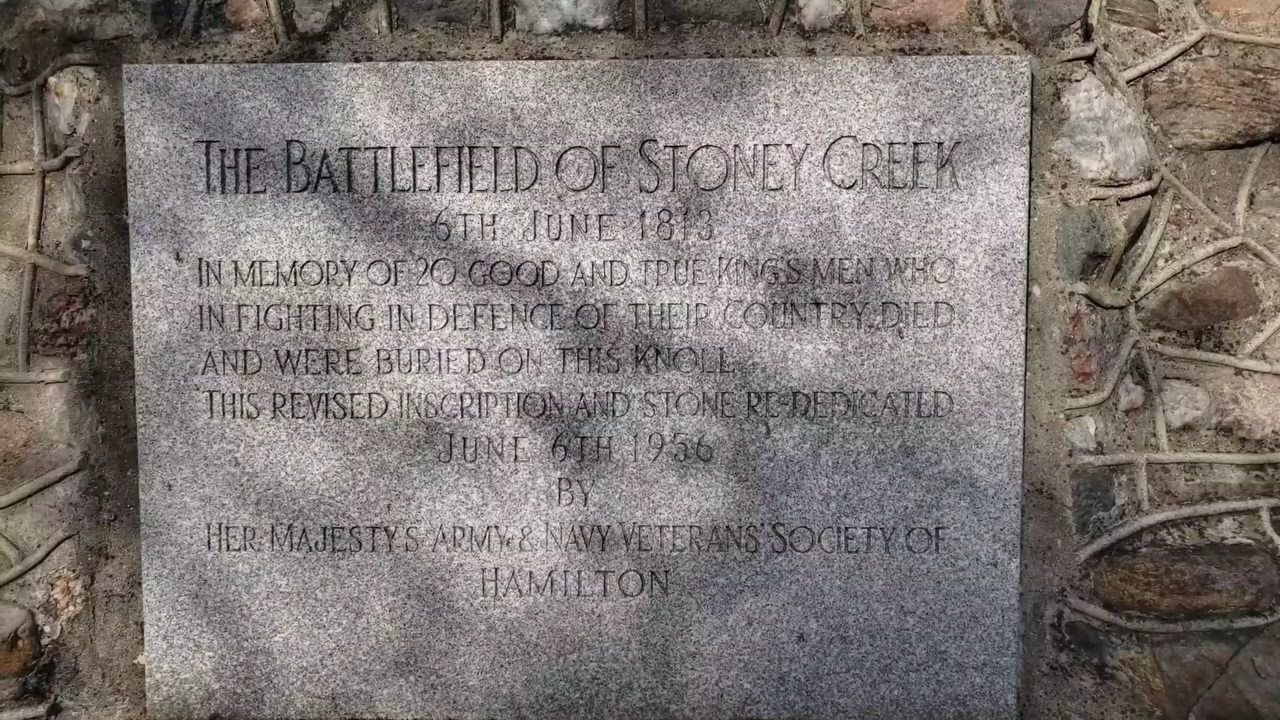 THE BATTLEFIELD OF STONEY CREEK
6TH JUNE 1813
IN MEMORY OF 20 GOOD AND TRUE KING'S MEN WHO
IN FIGHTING IN DEFENCE OF THEIR COUNTRY, DIED
AND WERE BURIED ON THIS KNOLL.
THIS REVISED INSCRIPTION AND STONE RE-DEDICATED
JUNE 6TH 1956
BY
HER MAJESTY'S ARMY & NAVY VETERANS' SOCIETY OF
HAMILTON